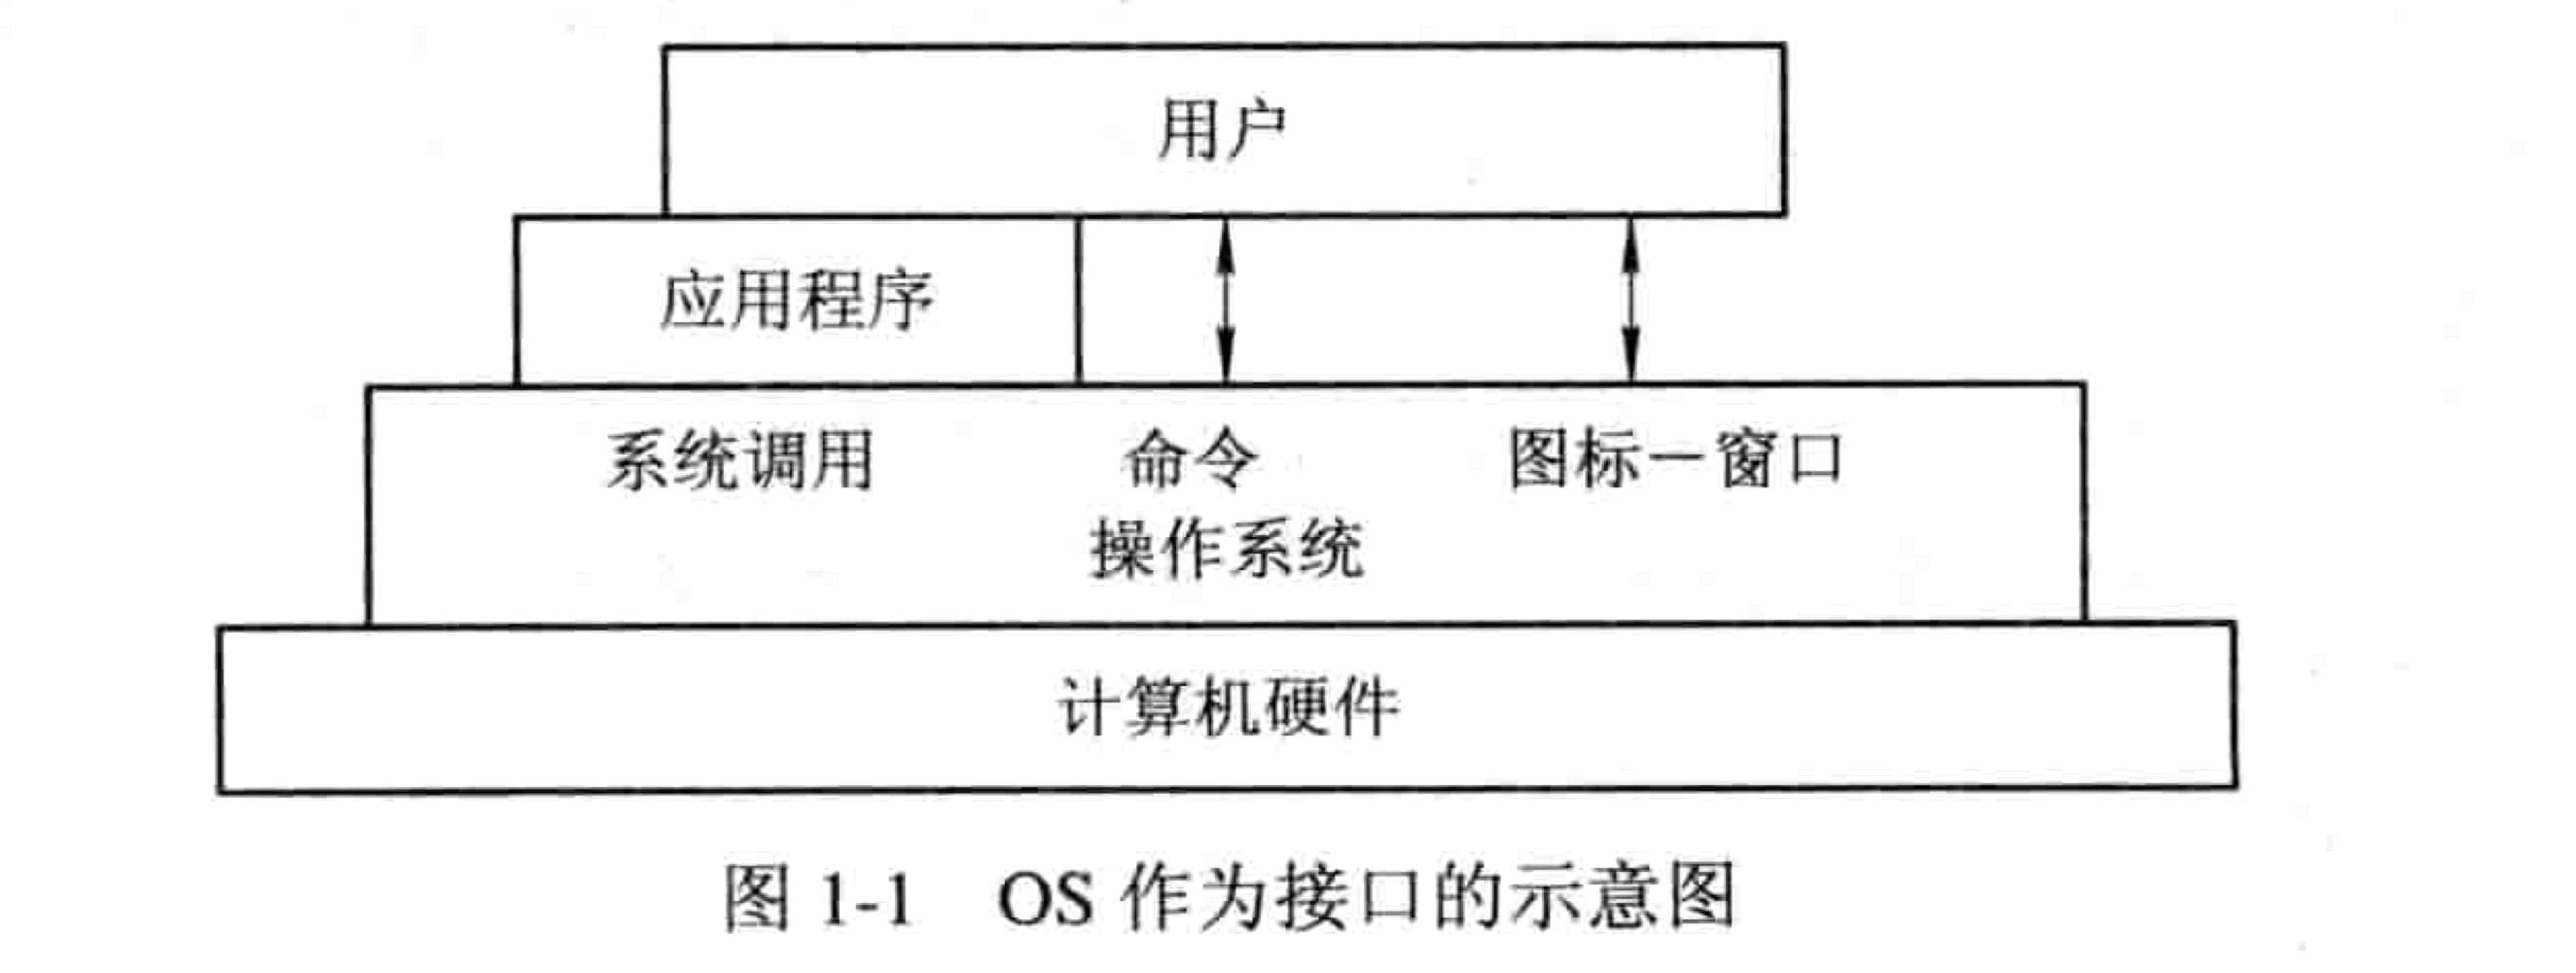 用户
应用程序
系统调用 命令 图标－窗口
操作系统
计算机硬件
图 1-1 OS 作为接口的示意图